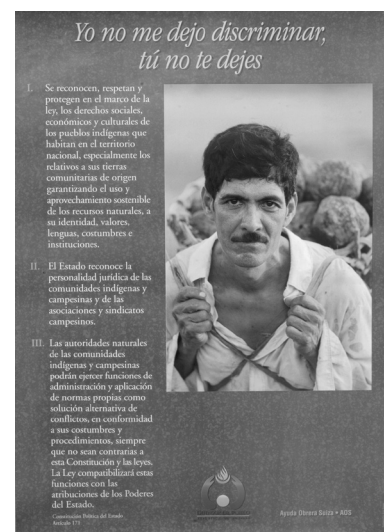 Yo no me dejo discriminar,
tú no te dejes
I. Se reconocen, respetan y
protegen en el marco de la
ley, los derechos sociales,
económicos y culturales de
los pueblos indígenas que
habitan en el territorio
nacional, especialmente los
relativos a sus tierras
comunitarias de origen
garantizando el uso y
aprovechamiento sostenible
de los recursos naturales, a
su identidad, valores,
lenguas, costumbres e
instituciones.
II. El Estado reconoce la
personalidad jurídica de las
comunidades indígenas y
campesinas y de las
asociaciones y sindicatos
campesinos.
III. Las autoridades naturales
de las comunidades
indígenas y campesinas
podrán ejercer funciones de
administración y aplicación
de normas propias como
solución alternativa de
conflictos, en conformidad
a sus costumbres y
procedimientos, siempre
que no sean contrarias a
esta Constitución y las leyes.
La Ley compatibilizará estas
funciones con las
atribuciones de los Poderes
del Estado.
Constitución Política del Estado
Artículo 171
Ayuda Obrera Suiza • AOS